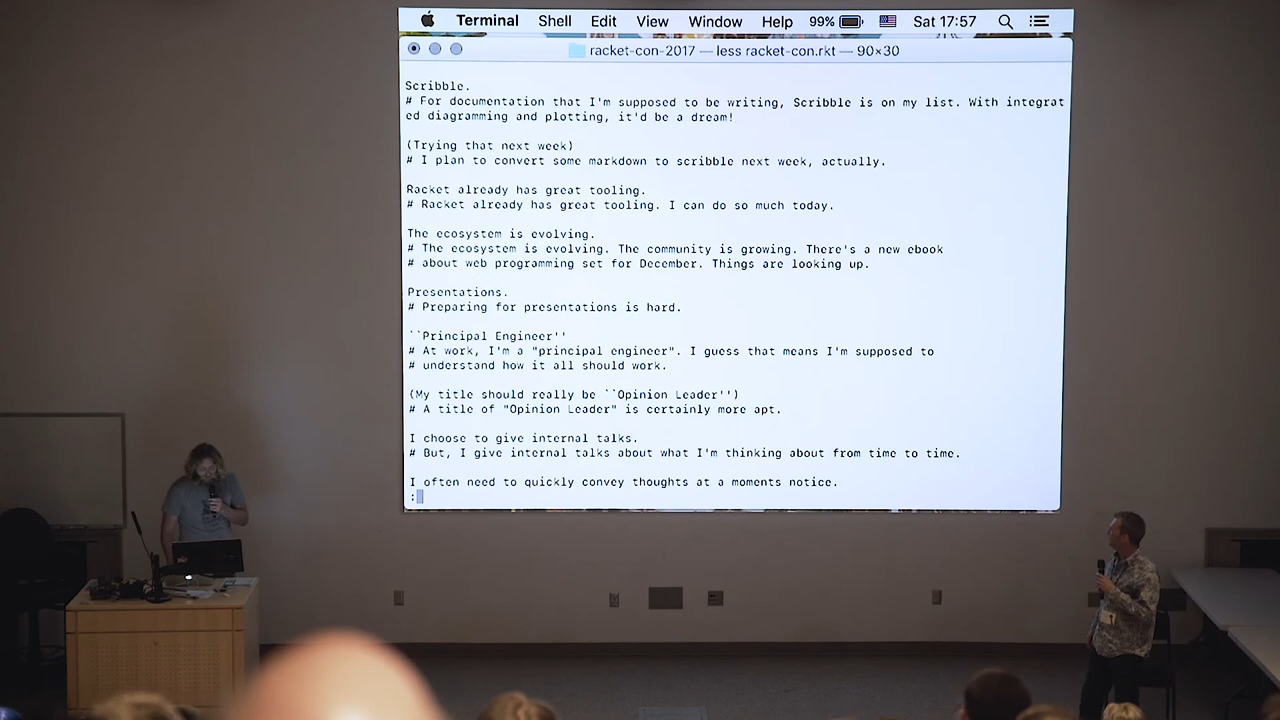 Terminal Shell Edit View Window Help 99% Sat 17:57
racket-con-2017 — less racket-con.rkt — 90×30
Scribble.
# For documentation that I'm supposed to be writing, Scribble is on my list. With integrat
ed diagramming and plotting, it'd be a dream!
(Trying that next week)
# I plan to convert some markdown to scribble next week, actually.
Racket already has great tooling.
# Racket already has great tooling. I can do so much today.
The ecosystem is evolving.
# The ecosystem is evolving. The community is growing. There's a new ebook
# about web programming set for December. Things are looking up.
Presentations.
# Preparing for presentations is hard.
``Principal Engineer''
# At work, I'm a "principal engineer". I guess that means I'm supposed to
# understand how it all should work.
(My title should really be ``Opinion Leader'')
# A title of "Opinion Leader" is certainly more apt.
I choose to give internal talks.
# But, I give internal talks about what I'm thinking about from time to time.
I often need to quickly convey thoughts at a moments notice.
: